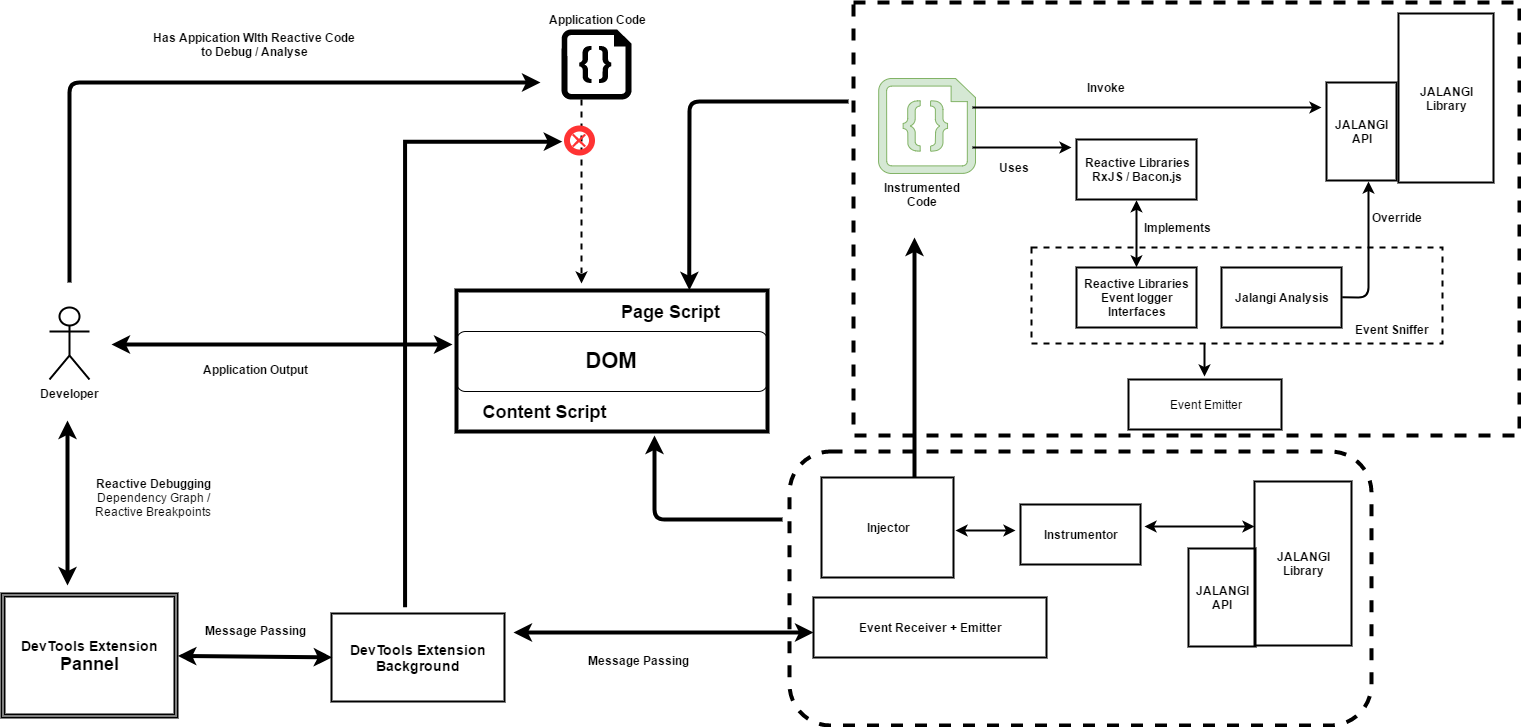 Application Code
Has Appication WIth Reactive Code
to Debug / Analyse
{ }
{ }
Instrumented
Code
Invoke
Uses
JALANGI
API
JALANGI
Library
Reactive Libraries
RxJS / Bacon.js
Implements
Override
Reactive Libraries
Event logger
Interfaces
Jalangi Analysis
Event Sniffer
Event Emitter
Page Script
DOM
Content Script
Application Output
Developer
Reactive Debugging
Dependency Graph /
Reactive Breakpoints
DevTools Extension
Pannel
Message Passing
DevTools Extension
Background
Message Passing
Injector
Instrumentor
JALANGI
API
JALANGI
Library
Event Receiver + Emitter